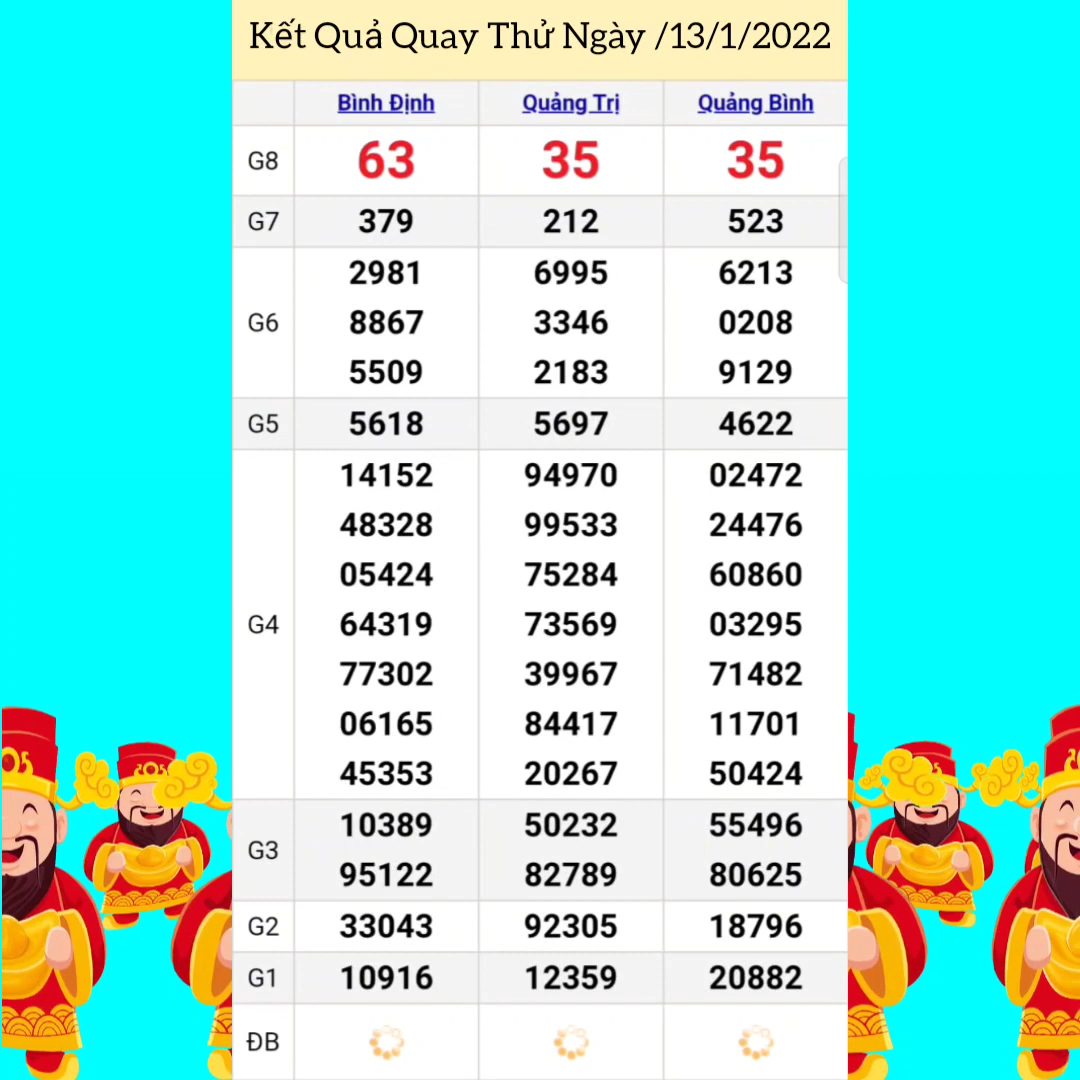 Kết Quả Quay Thử Ngày /13/1/2022
Bình Định Quảng Trị Quảng Bình
G8 63 35 35
G7 379 212 523
2981 6995 6213
G6 8867 3346 0208
5509 2183 9129
G5 5618 5697 4622
14152 94970 02472
48328 99533 24476
05424 75284 60860
G4 64319 73569 03295
77302 39967 71482
06165 84417 11701
45353 20267 50424
10389 50232 55496
G3
95122 82789 80625
G2 33043 92305 18796
G1 10916 12359 20882
ĐB